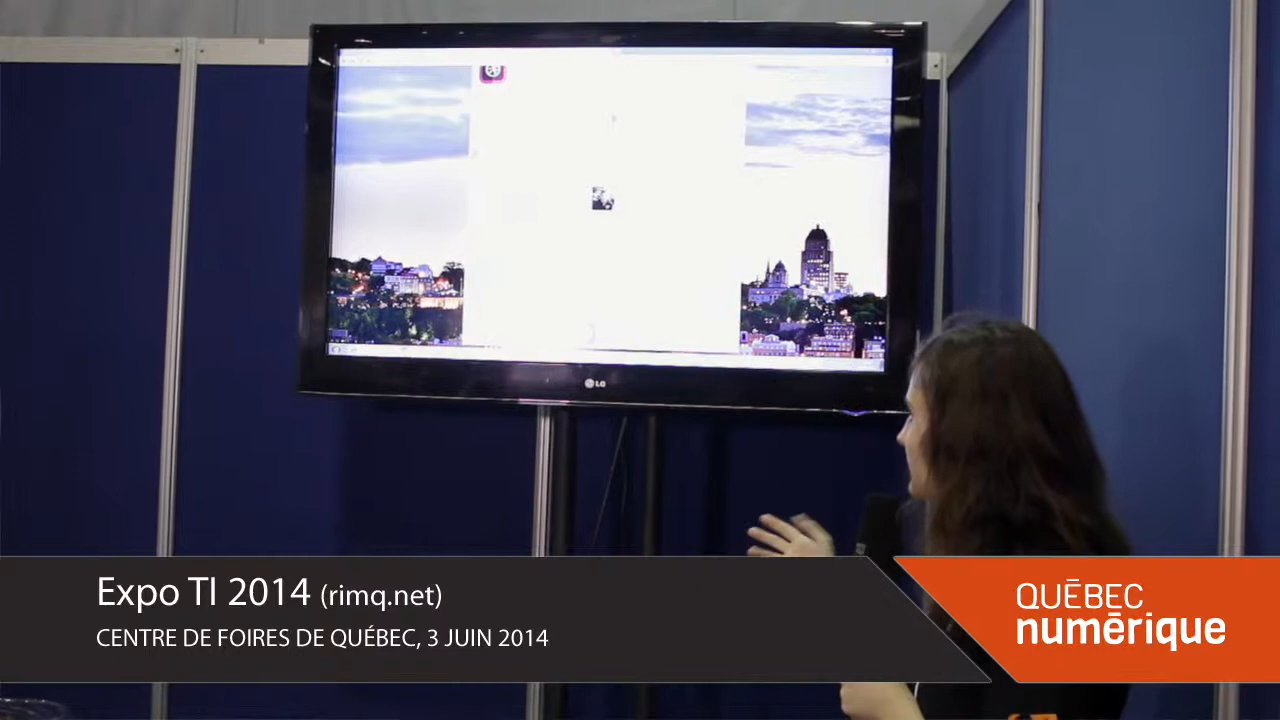 LG
Expo TI 2014 (rimq.net)
CENTRE DE FOIRES DE QUÉBEC, 3 JUIN 2014
QUÉBEC
numérique